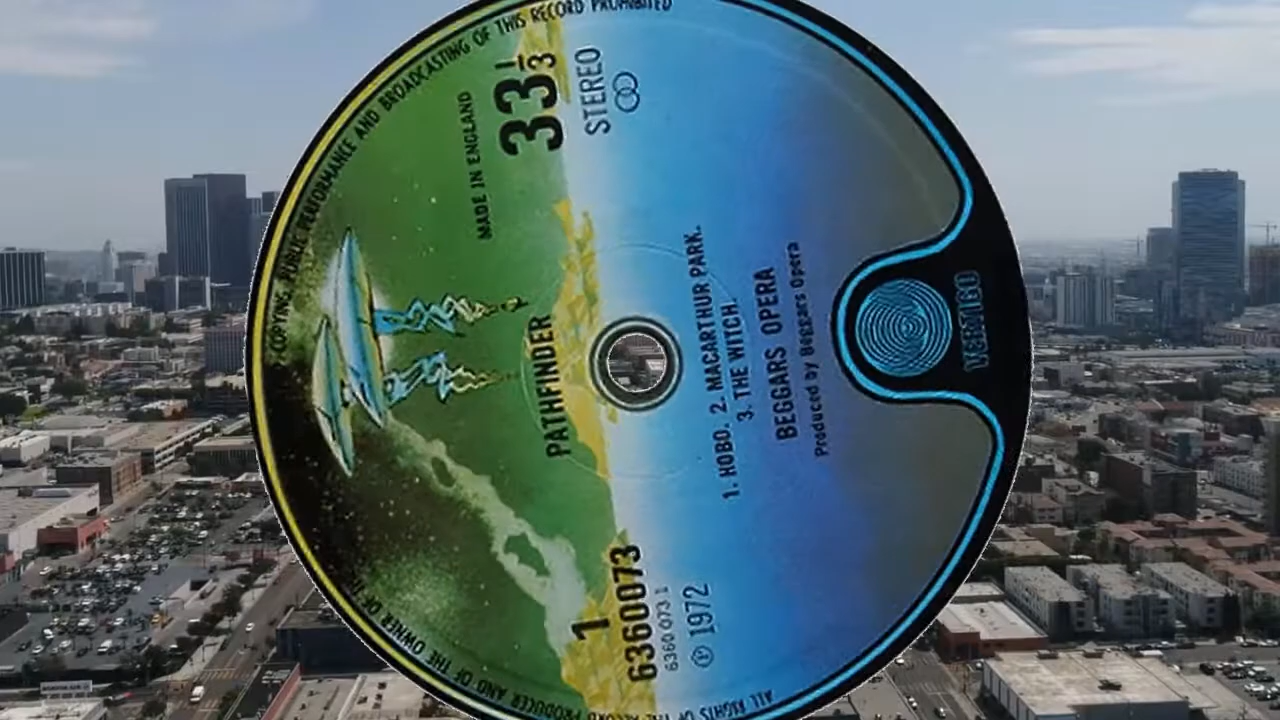 COPYING, PUBLIC PERFORMANCE AND BROADCASTING OF THIS RECORD PROHIBITED
MADE IN ENGLAND
33 1/3
STEREO
PATHFINDER
1
6360073
6360 073 1
Ⓟ 1972
1. HOBO. 2. MACARTHUR PARK.
3. THE WITCH.
BEGGARS OPERA
Produced by Beggars Opera
VERTIGO
ALL RIGHTS OF THE RECORD PRODUCER AND OF THE OWNER OF